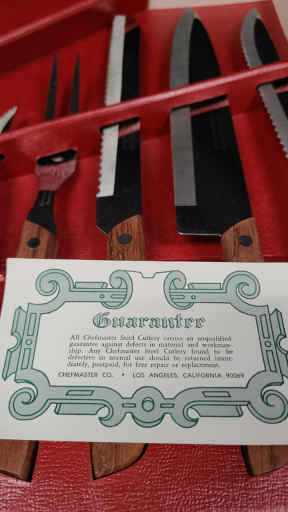 Guarantee
All Chefmaster Steel Cutlery carries an unqualified
guarantee against defects in material and workman-
ship. Any Chefmaster Steel Cutlery found to be
defective in normal use should be returned imme-
diately, postpaid, for free repair or replacement.
CHEFMASTER CO. • LOS ANGELES, CALIFORNIA 90069